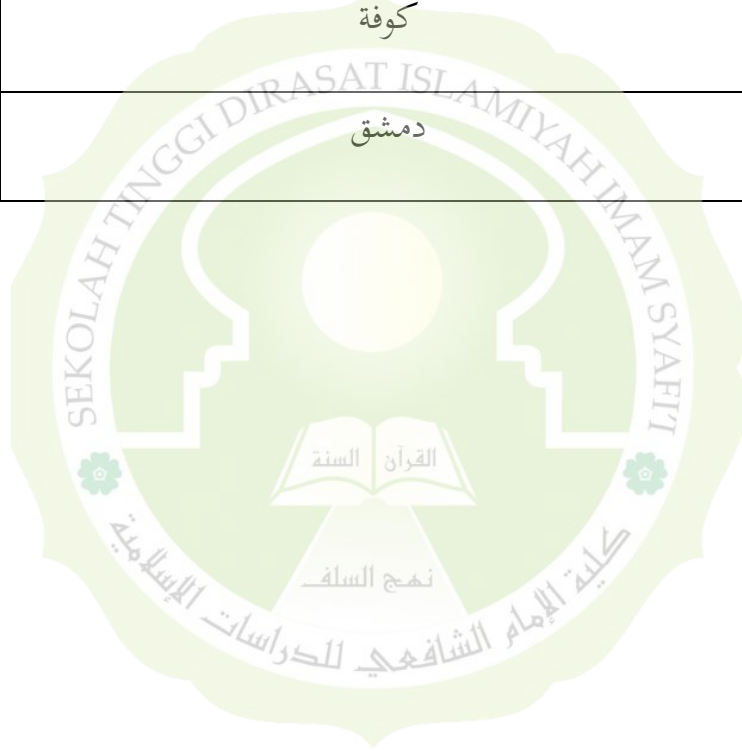 كوفة
دمشق
SEKOLAH TINGGI DIRASAT ISLAMIYAH IMAM SYAFI'I
القرآن السنة
نهج السلف
كلية الإمام الشافعي للدراسات الإسلامية